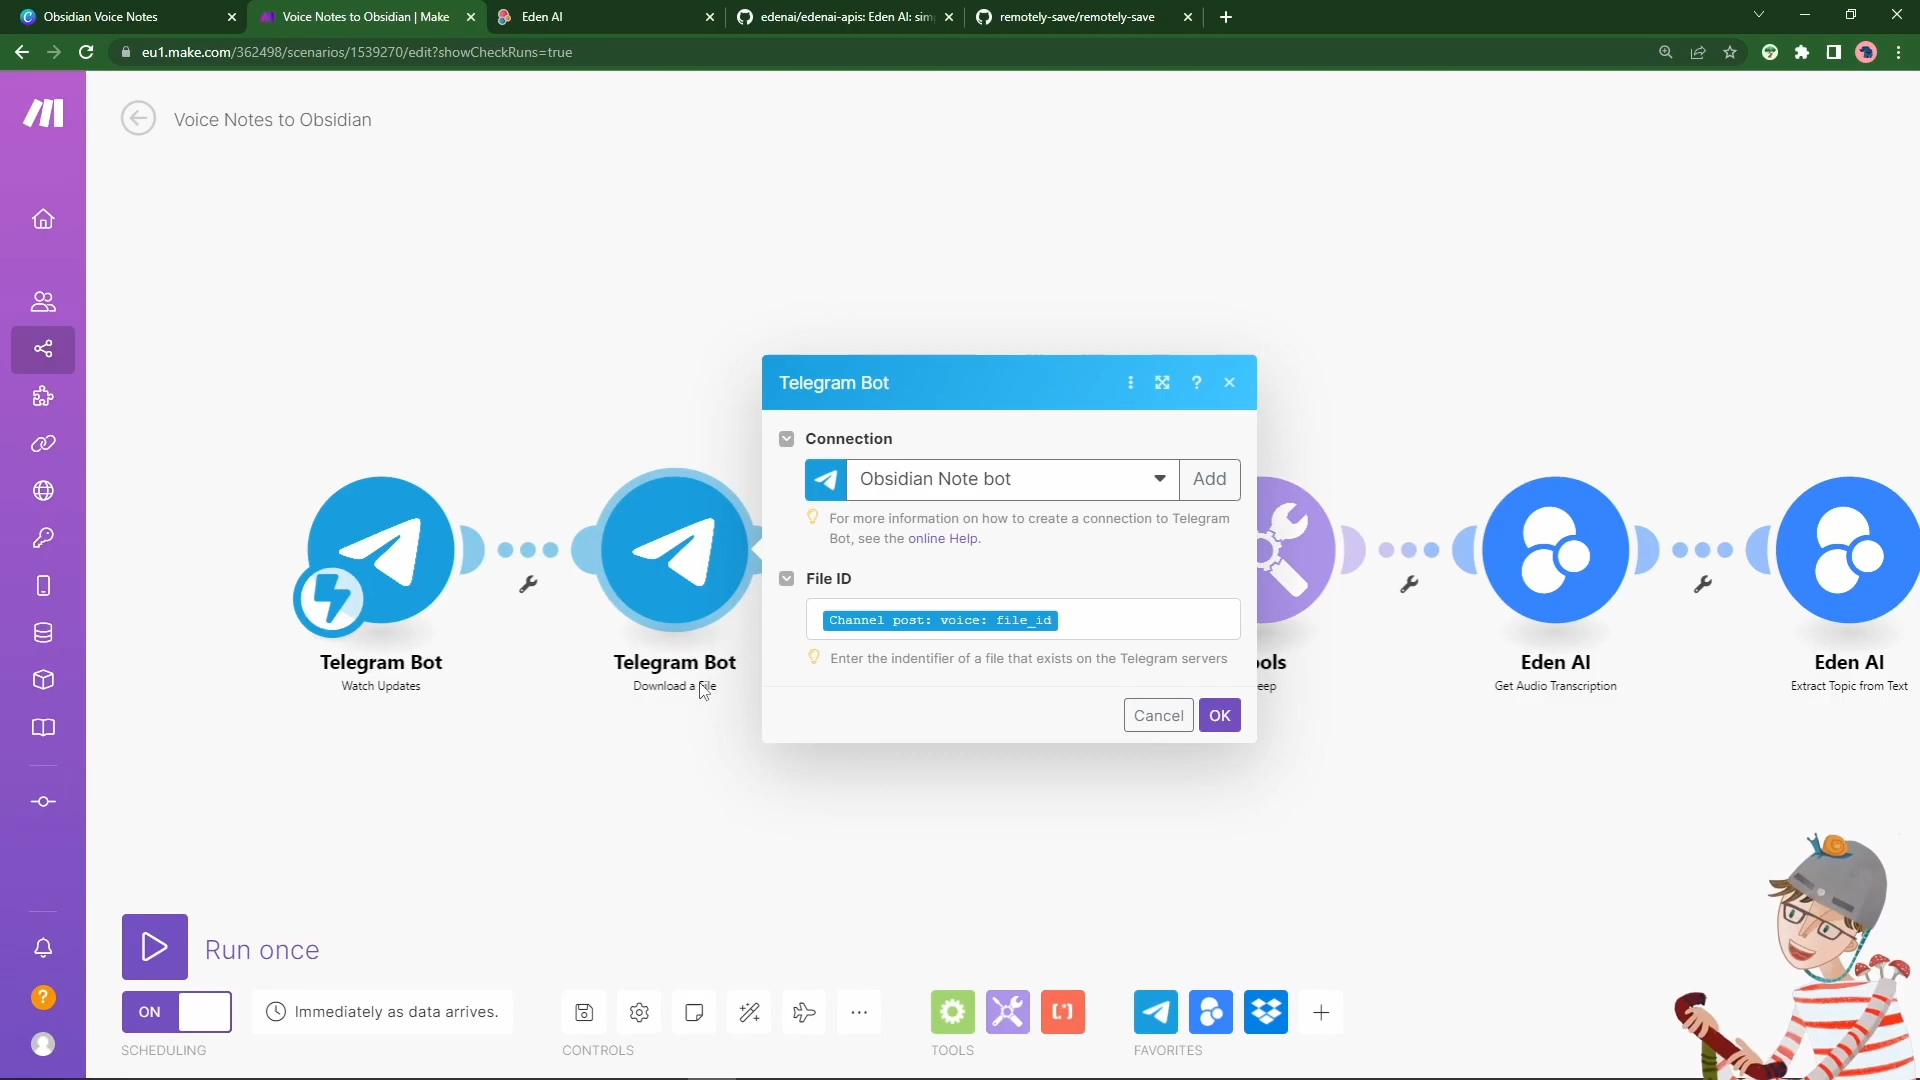 Obsidian Voice Notes
Voice Notes to Obsidian | Make
Eden AI
edenai/edenai-apis: Eden AI: sim
remotely-save/remotely-save
eu1.make.com/362498/scenarios/1539270/edit?showCheckRuns=true
Voice Notes to Obsidian
Telegram Bot
Connection
Obsidian Note bot
Add
For more information on how to create a connection to Telegram
Bot, see the online Help.
File ID
Channel post: voice: file_id
Enter the indentifier of a file that exists on the Telegram servers
Cancel
OK
Telegram Bot
Watch Updates
Telegram Bot
Download a File
ools
eep
Eden AI
Get Audio Transcription
Eden AI
Extract Topic from Text
Run once
ON
Immediately as data arrives.
SCHEDULING
CONTROLS
TOOLS
FAVORITES